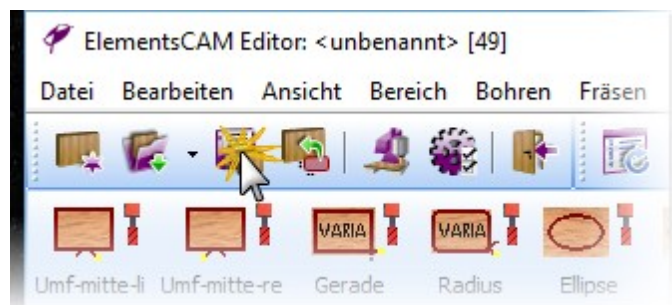 ElementsCAM Editor: <unbenannt> [49]
Datei Bearbeiten Ansicht Bereich Bohren Fräsen
VARIA VARIA
Umf-mitte-li Umf-mitte-re Gerade Radius Ellipse